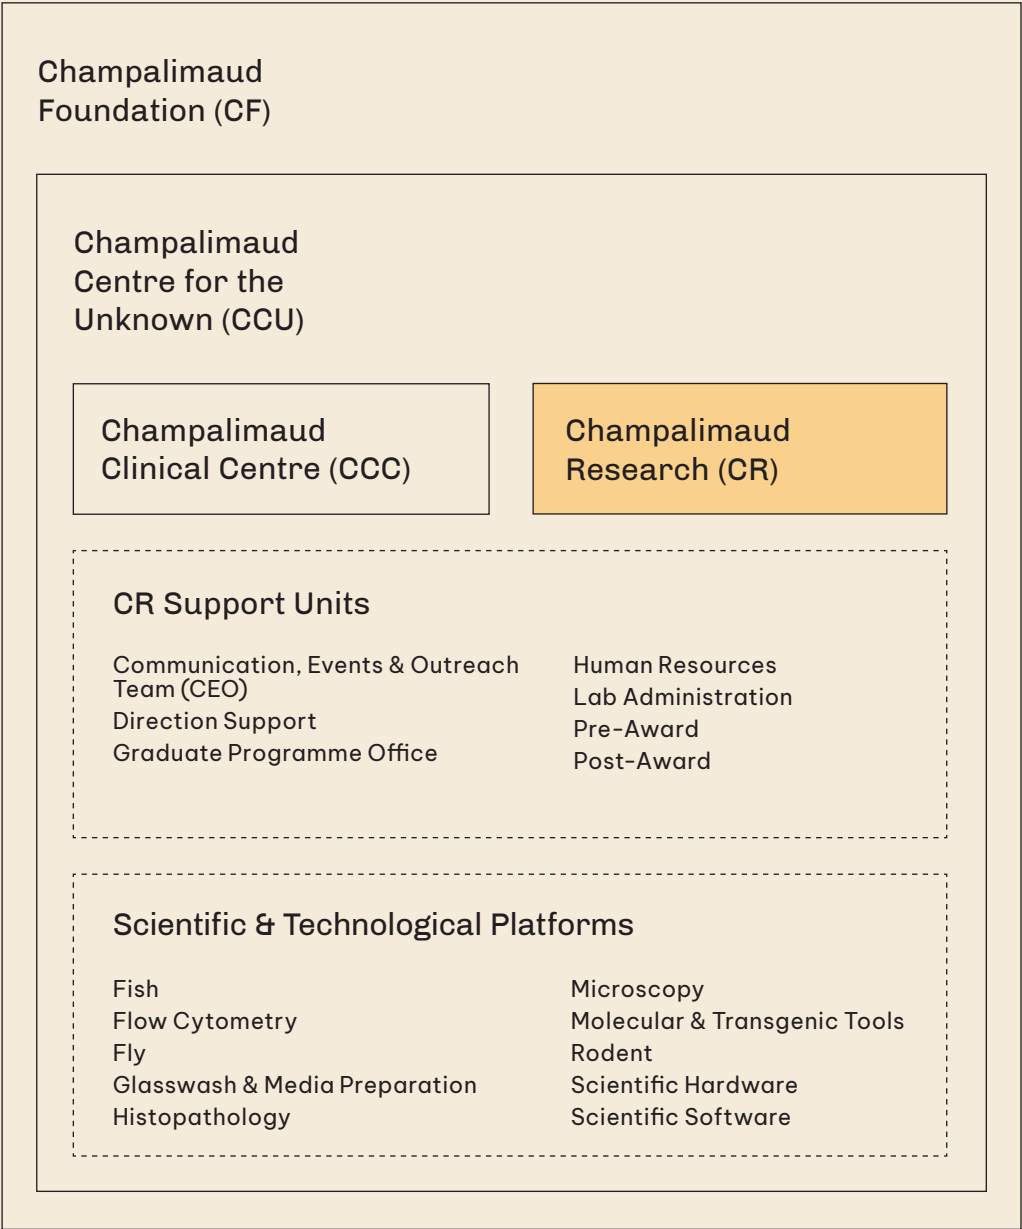 Champalimaud
Foundation (CF)
Champalimaud
Centre for the
Unknown (CCU)
Champalimaud
Clinical Centre (CCC)
Champalimaud
Research (CR)
CR Support Units
Communication, Events & Outreach
Team (CEO)
Direction Support
Graduate Programme Office
Human Resources
Lab Administration
Pre-Award
Post-Award
Scientific & Technological Platforms
Fish
Flow Cytometry
Fly
Glasswash & Media Preparation
Histopathology
Microscopy
Molecular & Transgenic Tools
Rodent
Scientific Hardware
Scientific Software